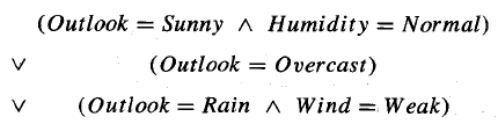 (Outlook = Sunny ∧ Humidity = Normal)
∨ (Outlook = Overcast)
∨ (Outlook = Rain ∧ Wind = Weak)